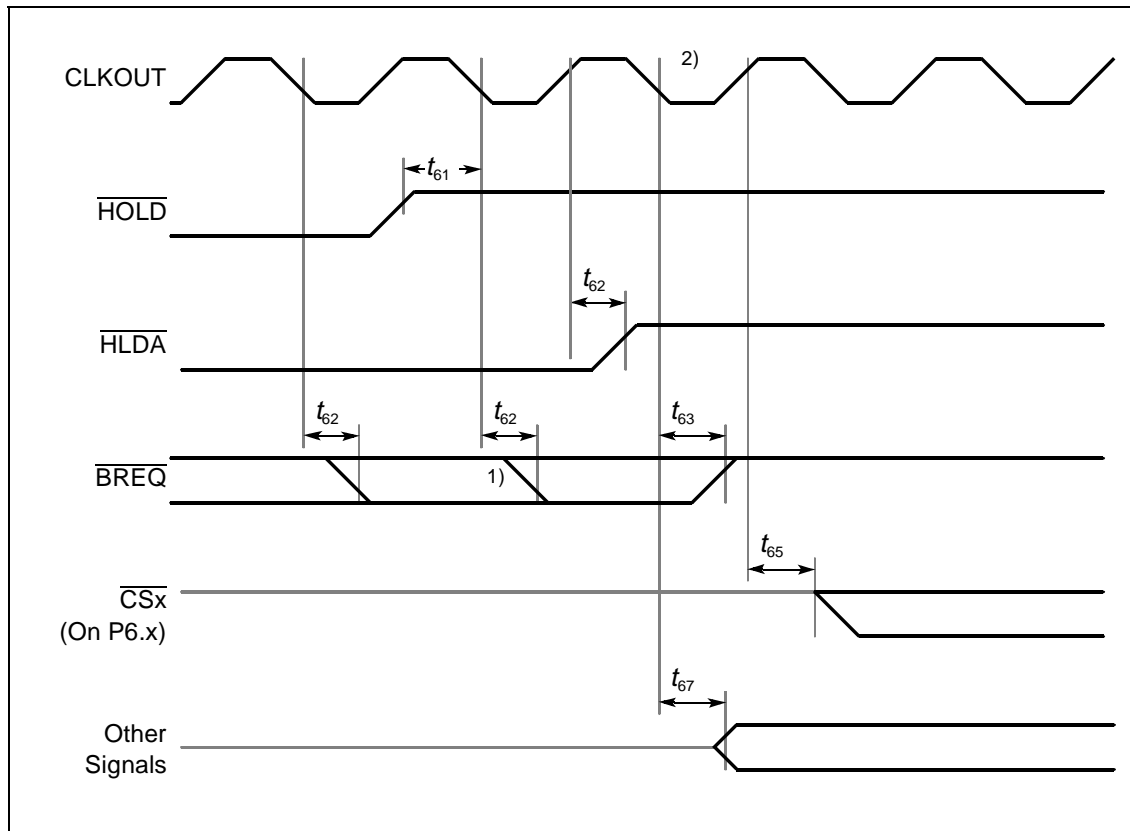 CLKOUT
2)
t61
HOLD
t62
HLDA
t62
t62
t63
BREQ
1)
t65
CSx
(On P6.x)
t67
Other
Signals